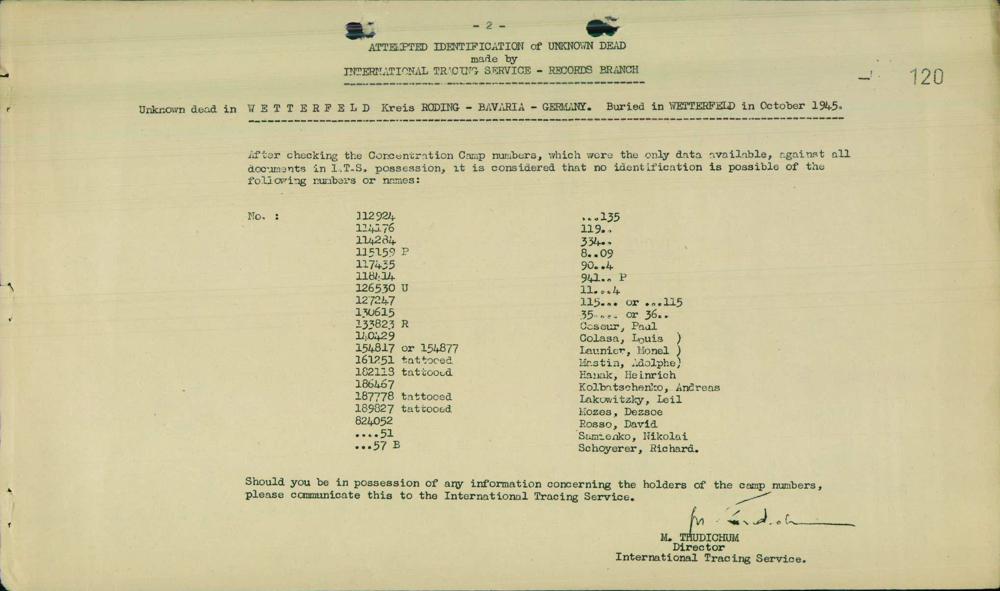 - 2 -
ATTEMPTED IDENTIFICATION of UNKNOWN DEAD
made by
INTERNATIONAL TRACING SERVICE - RECORDS BRANCH
120
Unknown dead in W E T T E R F E L D Kreis RODING - BAVARIA - GERMANY. Buried in WETTERFELD in October 1945.
After checking the Concentration Camp numbers, which were the only data available, against all
documents in I.T.S. possession, it is considered that no identification is possible of the
following numbers or names:
No. : 112924 ...135
114176 119..
114284 334..
115159 P 8..09
117435 90..4
118414 941.. P
126530 U 11...4
127247 115... or ...115
130615 35.... or 36..
133823 R Coseur, Paul
140429 Colasa, Louis )
154817 or 154877 Launier, Monel )
161251 tattooed Mastin, Adolphe)
182113 tattooed Hanak, Heinrich
186467 Kolbatschenko, Andreas
187778 tattooed Lakowitzky, Leil
189827 tattooed Mozes, Dezsoe
824052 Rosso, David
....51 Samienko, Nikolai
...57 B Schoyerer, Richard.
Should you be in possession of any information concerning the holders of the camp numbers,
please communicate this to the International Tracing Service.
M. THUDICHUM
Director
International Tracing Service.